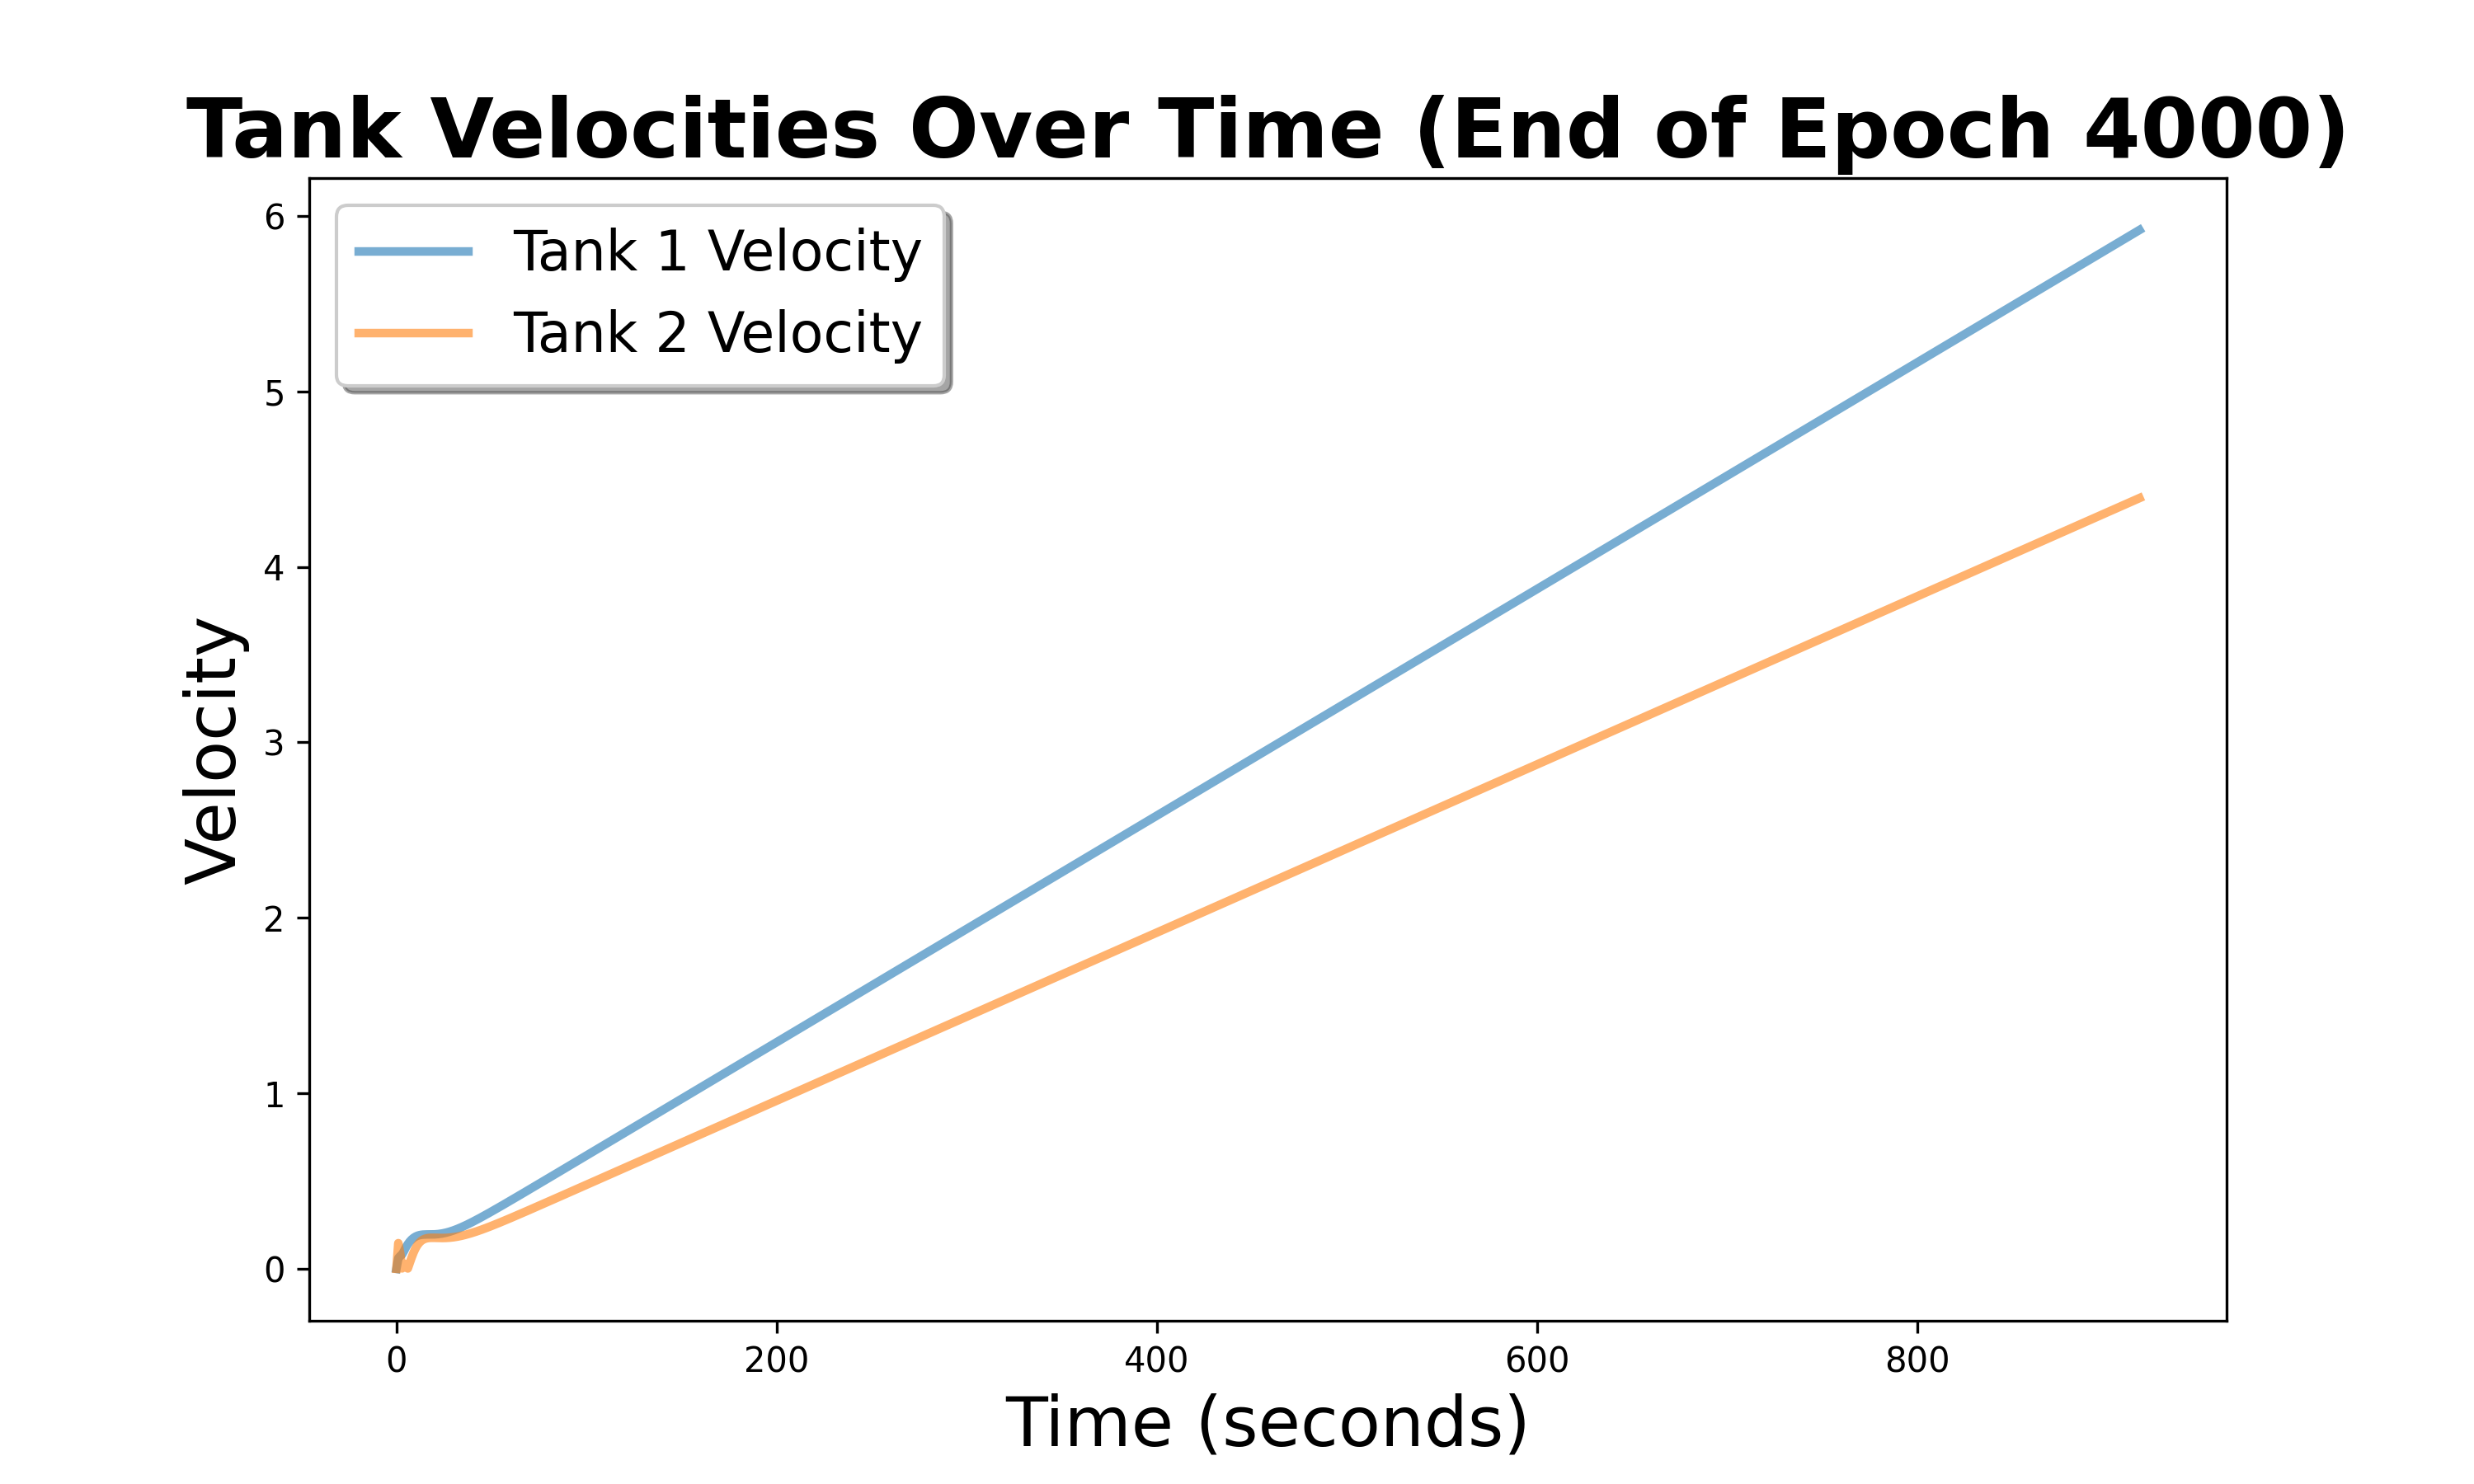 Tank Velocities Over Time (End of Epoch 4000)
Tank 1 Velocity
Tank 2 Velocity
Velocity
6
5
4
3
2
1
0
0 200 400 600 800
Time (seconds)